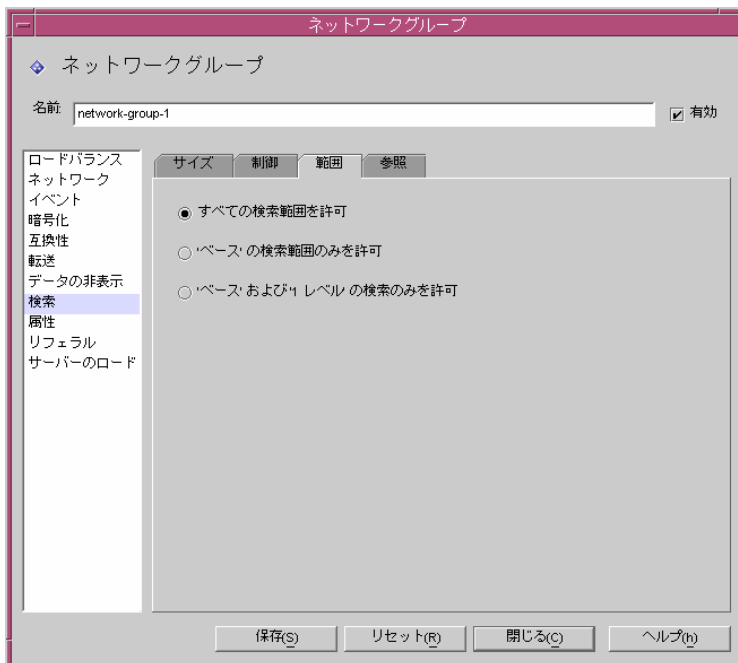 ネットワークグループ
ネットワークグループ
名前:
network-group-1
有効
ロードバランス
ネットワーク
イベント
暗号化
互換性
転送
データの非表示
検索
属性
リフェラル
サーバーのロード
サイズ 制御 範囲 参照
すべての検索範囲を許可
'ベース' の検索範囲のみを許可
'ベース' および '1 レベル' の検索のみを許可
保存(S) リセット(R) 閉じる(C) ヘルプ(h)